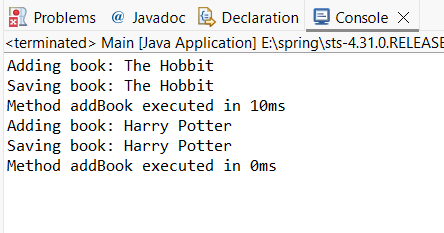 Problems @ Javadoc Declaration Console
<terminated> Main [Java Application] E:\spring\sts-4.31.0.RELEASE
Adding book: The Hobbit
Saving book: The Hobbit
Method addBook executed in 10ms
Adding book: Harry Potter
Saving book: Harry Potter
Method addBook executed in 0ms